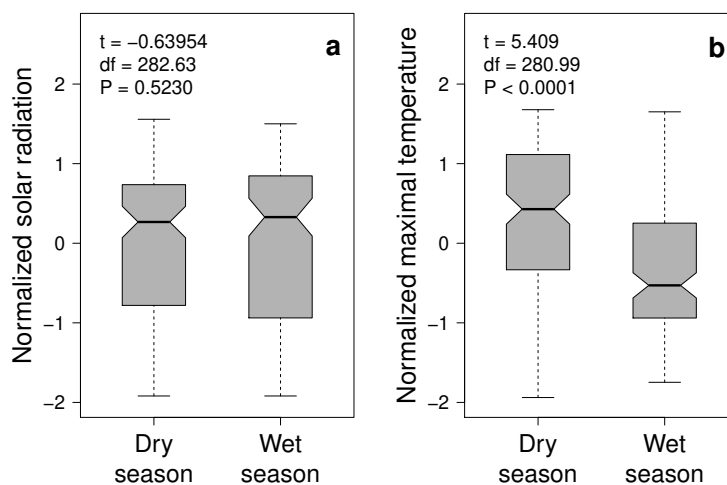 t = −0.63954
df = 282.63
P = 0.5230
a
Normalized solar radiation
2
1
0
−1
−2
Dry
season
Wet
season
t = 5.409
df = 280.99
P < 0.0001
b
Normalized maximal temperature
2
1
0
−1
−2
Dry
season
Wet
season